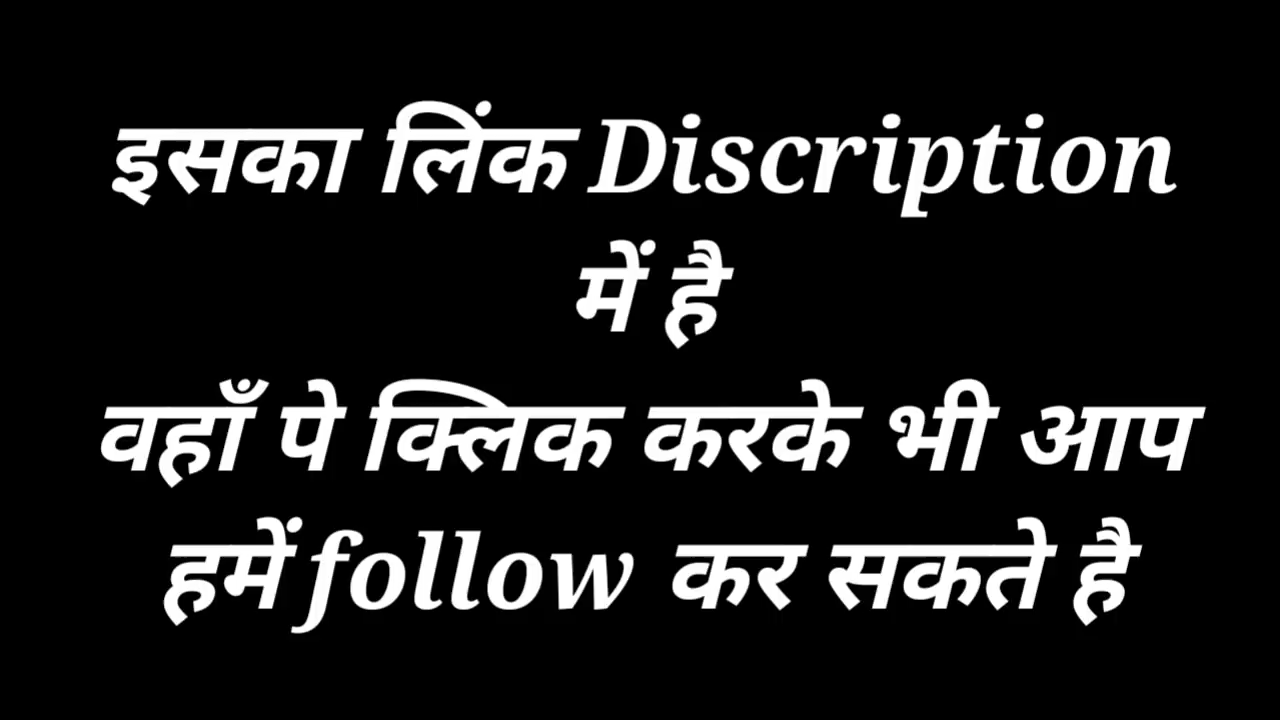 इसका लिंक Discription
में है
वहाँ पे क्लिक करके भी आप
हमें follow कर सकते है